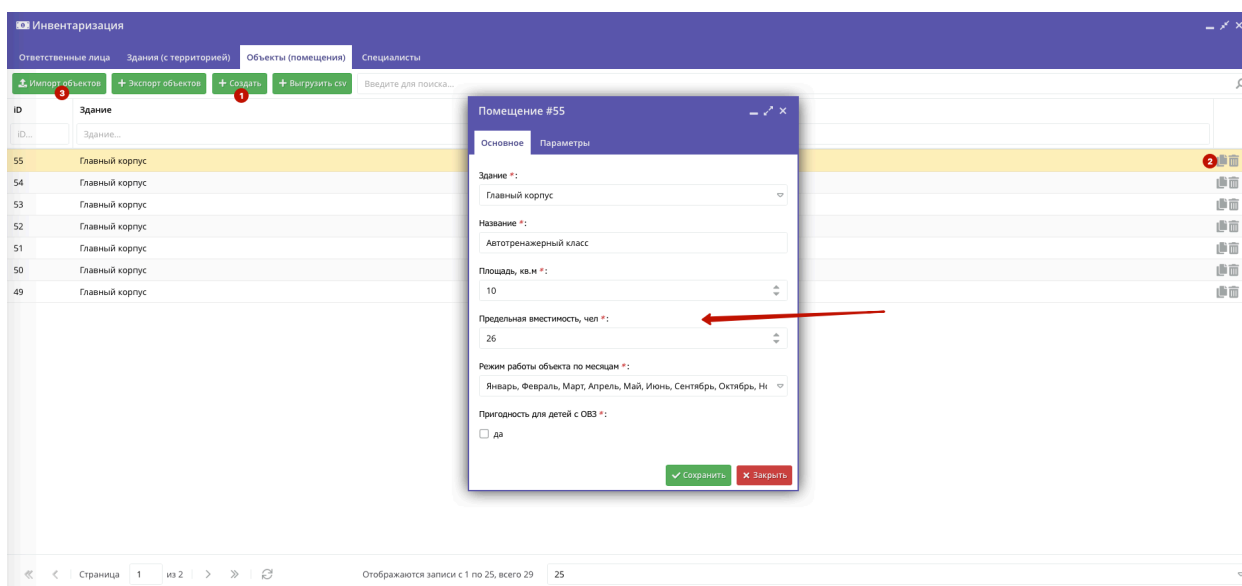 Инвентаризация
Ответственные лица Здания (с территорией) Объекты (помещения) Специалисты
Импорт объектов + Экспорт объектов + Создать + Выгрузить csv Введите для поиска...
3 1
iD Здание
iD... Здание...
55 Главный корпус 2
54 Главный корпус
53 Главный корпус
52 Главный корпус
51 Главный корпус
50 Главный корпус
49 Главный корпус
Помещение #55
Основное Параметры
Здание *:
Главный корпус
Название *:
Автотренажерный класс
Площадь, кв.м *:
10
Предельная вместимость, чел *:
26
Режим работы объекта по месяцам *:
Январь, Февраль, Март, Апрель, Май, Июнь, Сентябрь, Октябрь, Но
Пригодность для детей с ОВЗ *:
да
Сохранить Закрыть
Страница 1 из 2 Отображаются записи с 1 по 25, всего 29 25